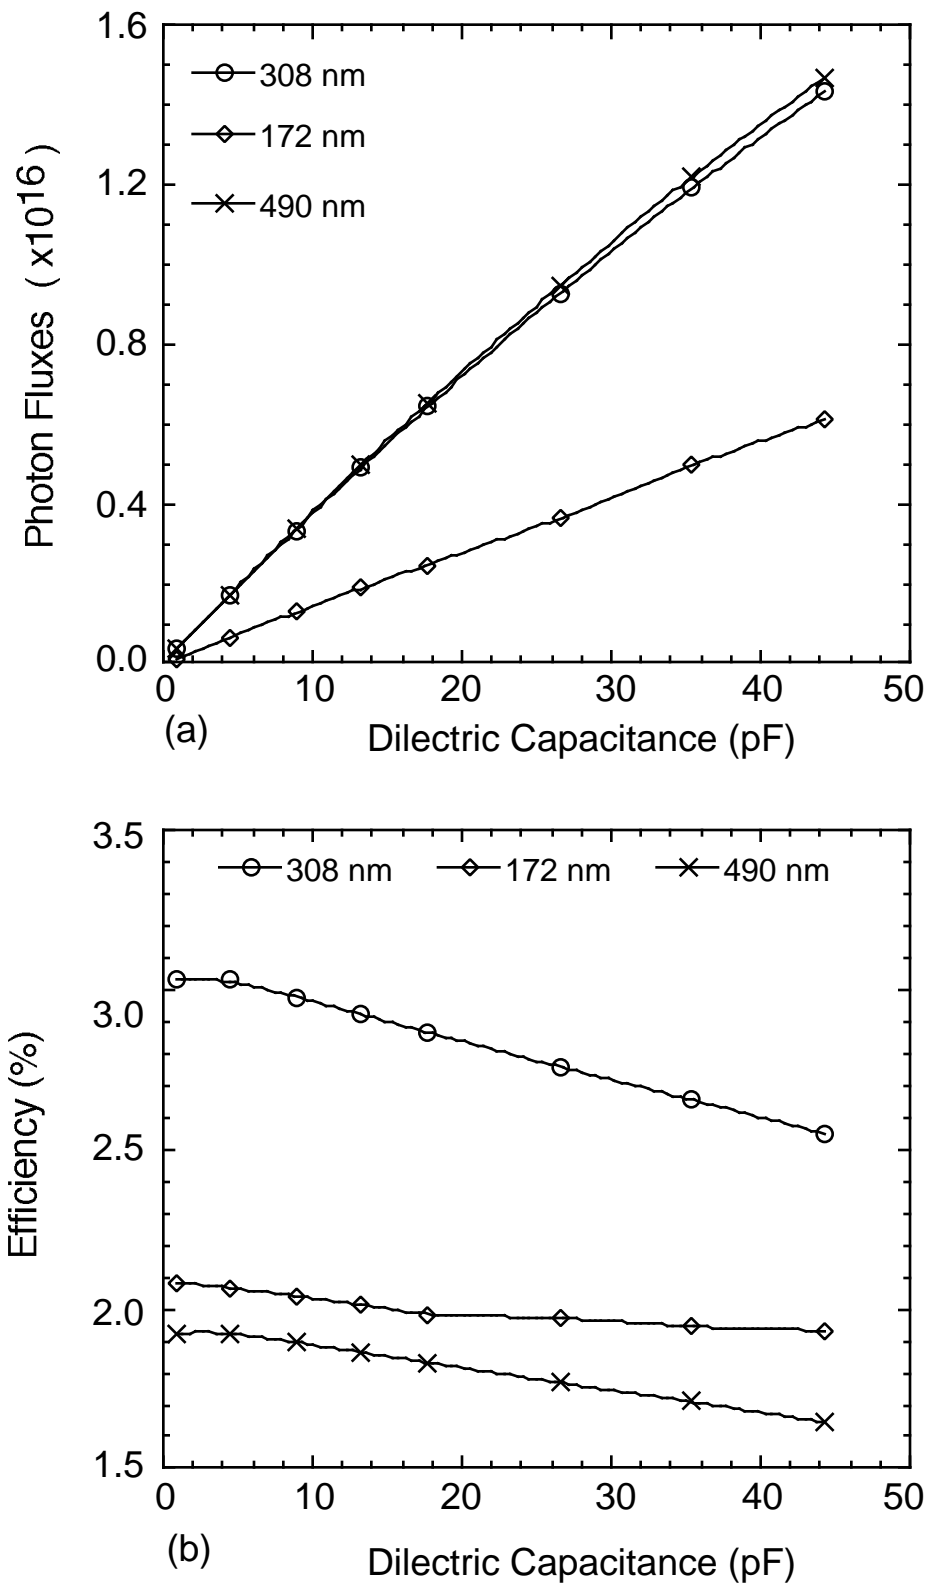 1.6
308 nm
172 nm
490 nm
1.2
0.8
0.4
0.0
Photon Fluxes ( x10^16 )
0 10 20 30 40 50
(a)
Dilectric Capacitance (pF)
3.5
308 nm 172 nm 490 nm
3.0
2.5
2.0
1.5
Efficiency (%)
0 10 20 30 40 50
(b)
Dilectric Capacitance (pF)